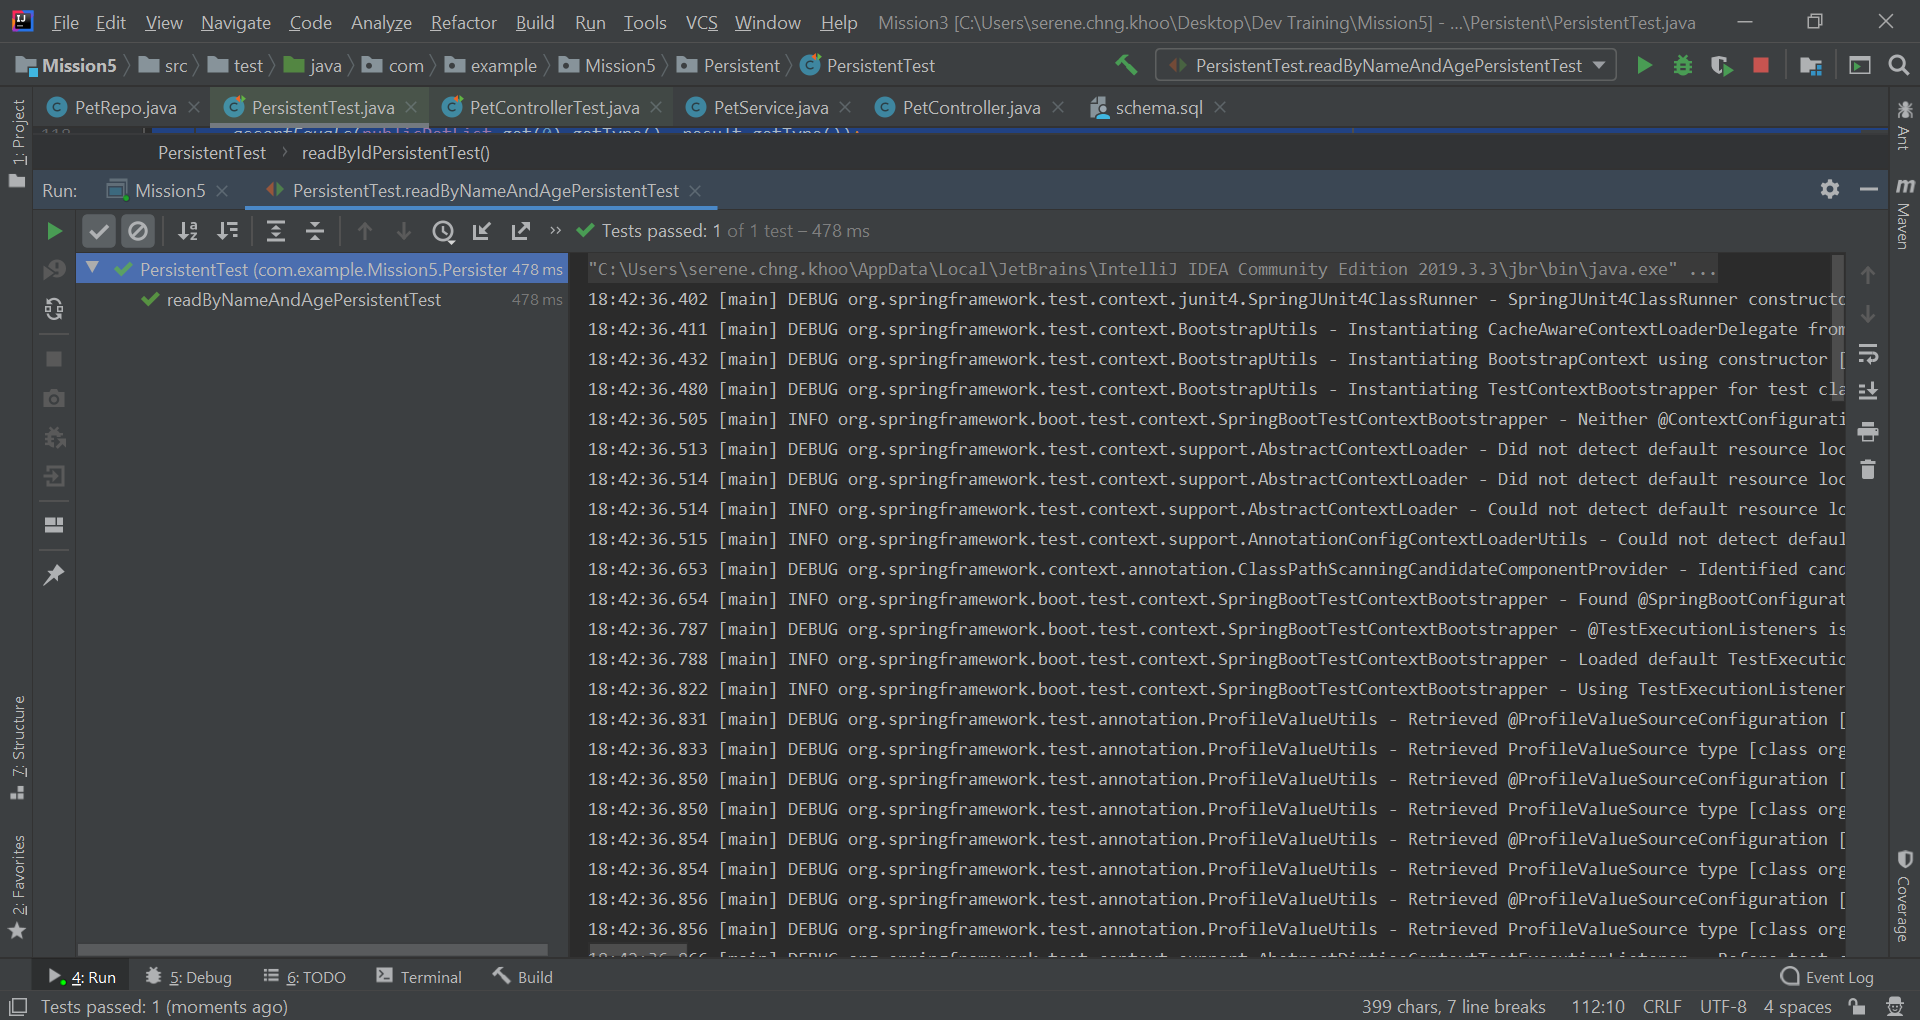 File Edit View Navigate Code Analyze Refactor Build Run Tools VCS Window Help Mission3 [C:\Users\serene.chng.khoo\Desktop\Dev Training\Mission5] - ...\Persistent\PersistentTest.java
Mission5 src test java com example Mission5 Persistent PersistentTest PersistentTest.readByNameAndAgePersistentTest
PetRepo.java PersistentTest.java PetControllerTest.java PetService.java PetController.java schema.sql
PersistentTest readByIdPersistentTest()
Run: Mission5 PersistentTest.readByNameAndAgePersistentTest
Tests passed: 1 of 1 test – 478 ms
PersistentTest (com.example.Mission5.Persister 478 ms
readByNameAndAgePersistentTest 478 ms
"C:\Users\serene.chng.khoo\AppData\Local\JetBrains\IntelliJ IDEA Community Edition 2019.3.3\jbr\bin\java.exe" ...
18:42:36.402 [main] DEBUG org.springframework.test.context.junit4.SpringJUnit4ClassRunner - SpringJUnit4ClassRunner constructo
18:42:36.411 [main] DEBUG org.springframework.test.context.BootstrapUtils - Instantiating CacheAwareContextLoaderDelegate from
18:42:36.432 [main] DEBUG org.springframework.test.context.BootstrapUtils - Instantiating BootstrapContext using constructor [
18:42:36.480 [main] DEBUG org.springframework.test.context.BootstrapUtils - Instantiating TestContextBootstrapper for test cla
18:42:36.505 [main] INFO org.springframework.boot.test.context.SpringBootTestContextBootstrapper - Neither @ContextConfigurati
18:42:36.513 [main] DEBUG org.springframework.test.context.support.AbstractContextLoader - Did not detect default resource loc
18:42:36.514 [main] DEBUG org.springframework.test.context.support.AbstractContextLoader - Did not detect default resource loc
18:42:36.514 [main] INFO org.springframework.test.context.support.AbstractContextLoader - Could not detect default resource lo
18:42:36.515 [main] INFO org.springframework.test.context.support.AnnotationConfigContextLoaderUtils - Could not detect defaul
18:42:36.653 [main] DEBUG org.springframework.context.annotation.ClassPathScanningCandidateComponentProvider - Identified cand
18:42:36.654 [main] INFO org.springframework.boot.test.context.SpringBootTestContextBootstrapper - Found @SpringBootConfigurat
18:42:36.787 [main] DEBUG org.springframework.boot.test.context.SpringBootTestContextBootstrapper - @TestExecutionListeners is
18:42:36.788 [main] INFO org.springframework.boot.test.context.SpringBootTestContextBootstrapper - Loaded default TestExecutio
18:42:36.822 [main] INFO org.springframework.boot.test.context.SpringBootTestContextBootstrapper - Using TestExecutionListener
18:42:36.831 [main] DEBUG org.springframework.test.annotation.ProfileValueUtils - Retrieved @ProfileValueSourceConfiguration [
18:42:36.833 [main] DEBUG org.springframework.test.annotation.ProfileValueUtils - Retrieved ProfileValueSource type [class org
18:42:36.850 [main] DEBUG org.springframework.test.annotation.ProfileValueUtils - Retrieved @ProfileValueSourceConfiguration [
18:42:36.850 [main] DEBUG org.springframework.test.annotation.ProfileValueUtils - Retrieved ProfileValueSource type [class org
18:42:36.854 [main] DEBUG org.springframework.test.annotation.ProfileValueUtils - Retrieved @ProfileValueSourceConfiguration [
18:42:36.854 [main] DEBUG org.springframework.test.annotation.ProfileValueUtils - Retrieved ProfileValueSource type [class org
18:42:36.856 [main] DEBUG org.springframework.test.annotation.ProfileValueUtils - Retrieved @ProfileValueSourceConfiguration [
18:42:36.856 [main] DEBUG org.springframework.test.annotation.ProfileValueUtils - Retrieved ProfileValueSource type [class org
1: Project
7: Structure
2: Favorites
Ant
Maven
Coverage
4: Run 5: Debug 6: TODO Terminal Build Event Log
Tests passed: 1 (moments ago) 399 chars, 7 line breaks 112:10 CRLF UTF-8 4 spaces